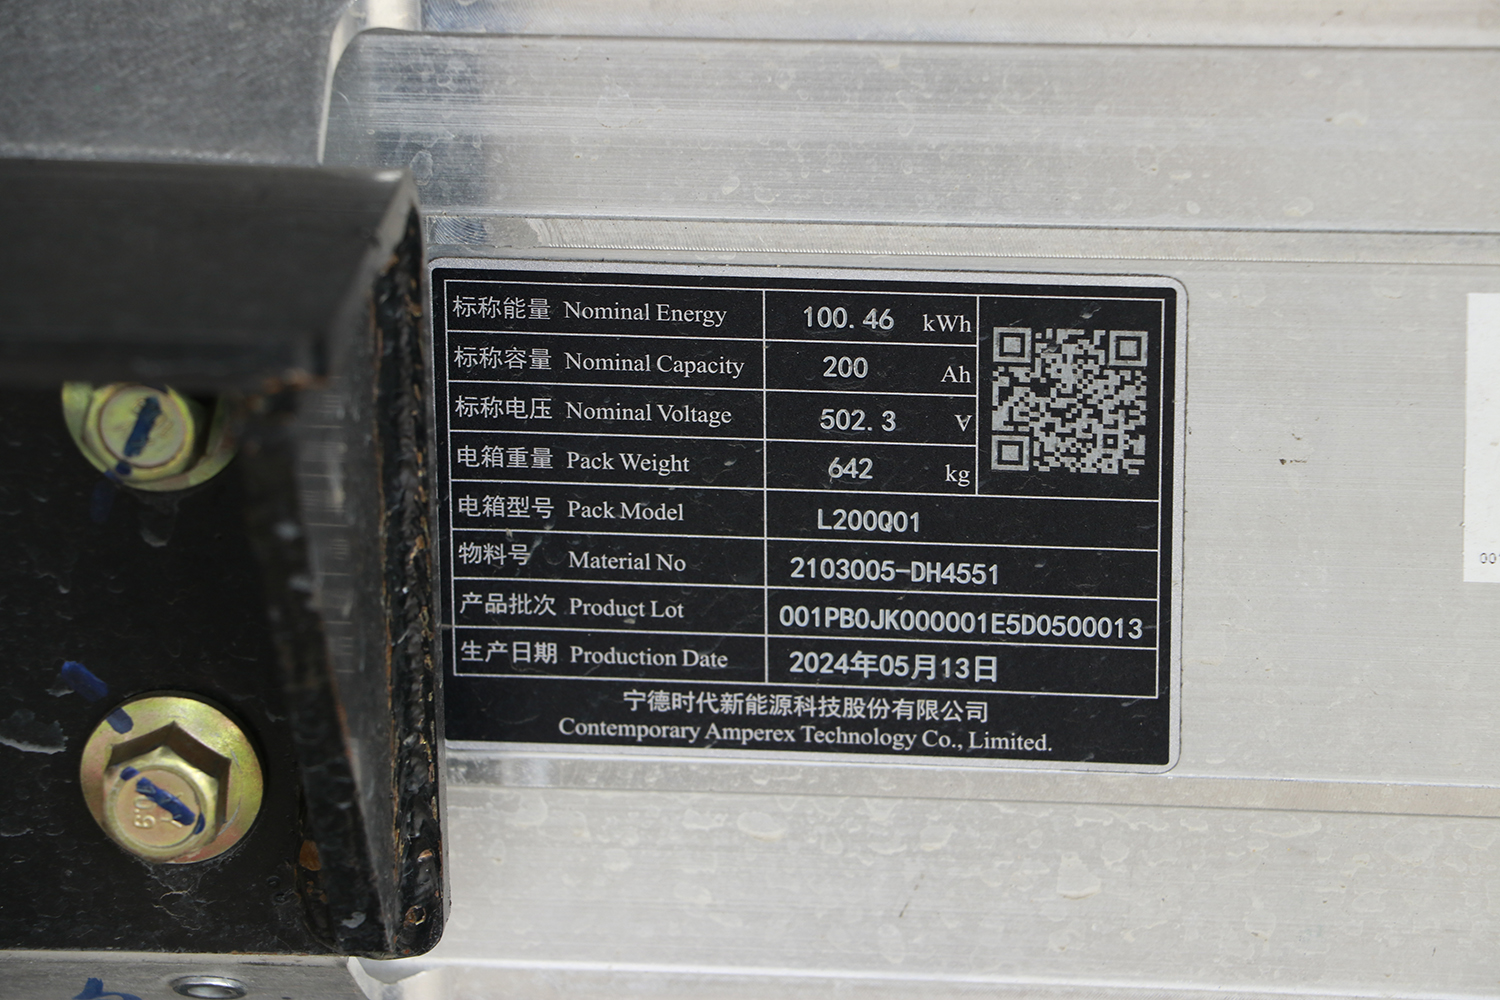 标称能量 Nominal Energy 100.46 kWh
标称容量 Nominal Capacity 200 Ah
标称电压 Nominal Voltage 502.3 V
电箱重量 Pack Weight 642 kg
电箱型号 Pack Model L200Q01
物料号 Material No 2103005-DH4551
产品批次 Product Lot 001PB0JK000001E5D0500013
生产日期 Production Date 2024年05月13日
宁德时代新能源科技股份有限公司
Contemporary Amperex Technology Co., Limited.
001
10.9